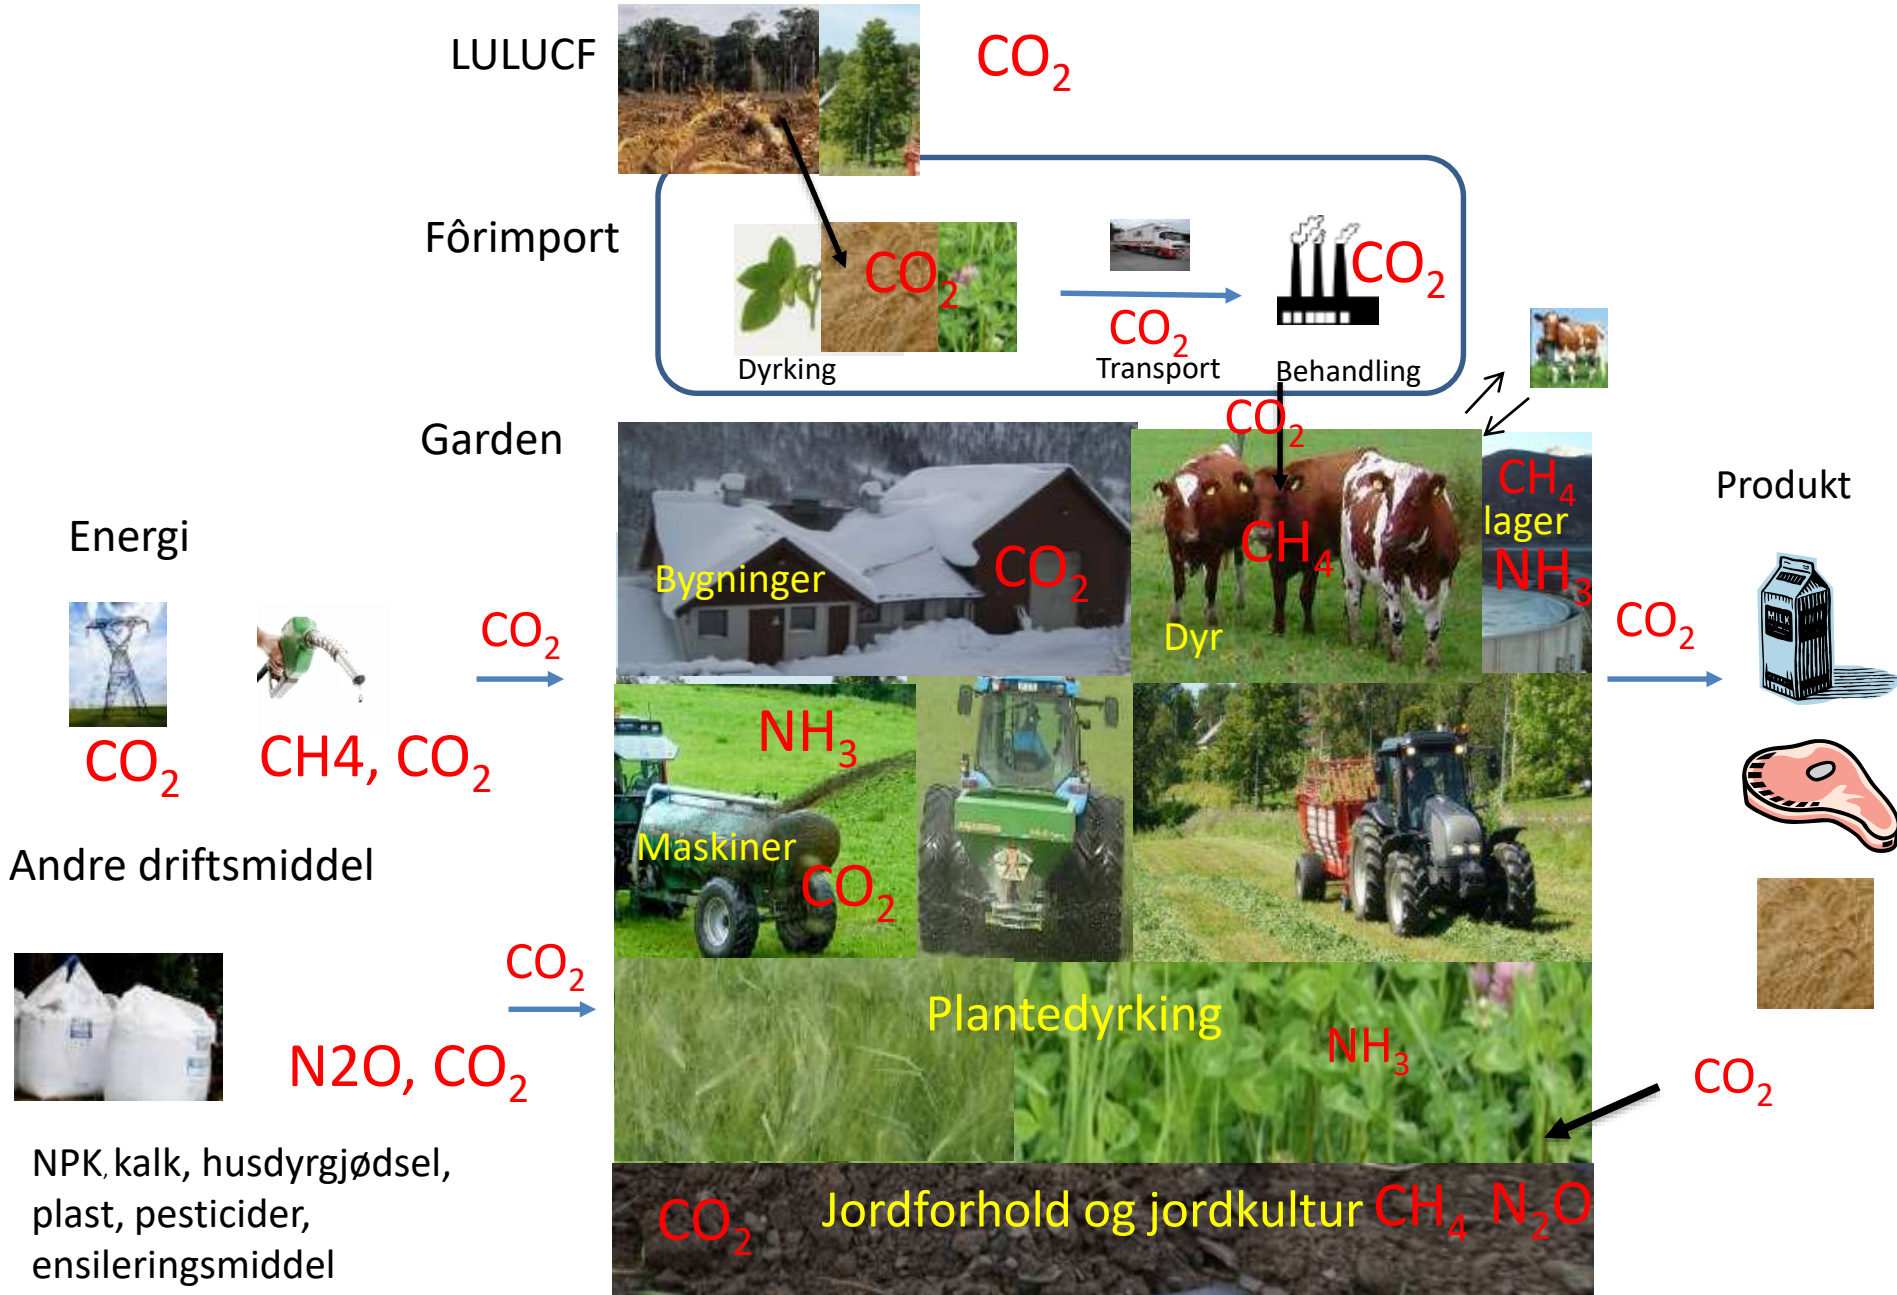 LULUCF
CO2
Fôrimport
CO2
CO2
CO2
Dyrking
Transport
Behandling
CO2
Garden
CH4
lager
NH3
Produkt
Energi
Bygninger
CO2
CH4
Dyr
CO2
CO2
MILK
CO2
CH4, CO2
NH3
Maskiner
CO2
Andre driftsmiddel
CO2
N2O, CO2
Plantedyrking
NH3
CO2
NPK, kalk, husdyrgjødsel,
plast, pesticider,
ensileringsmiddel
CO2
Jordforhold og jordkultur
CH4
N2O